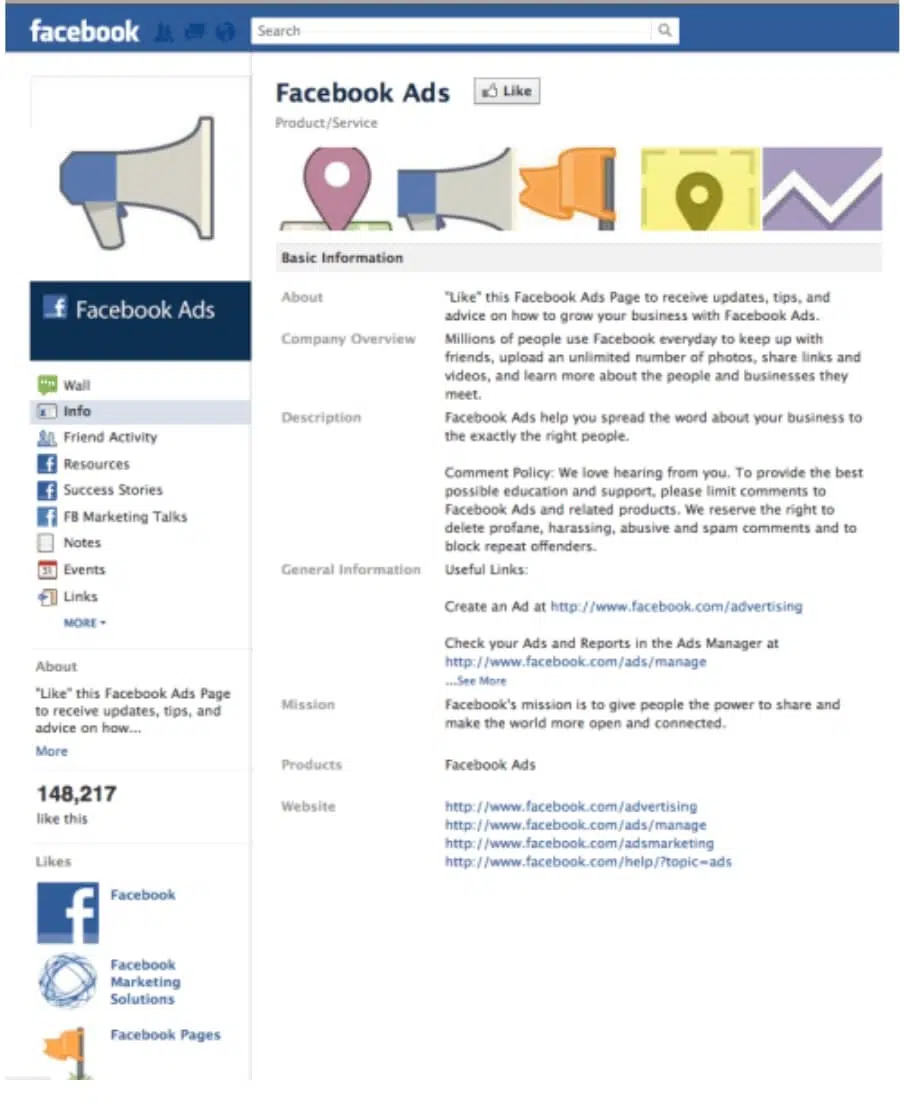 facebook
Search
Facebook Ads
Like
Product/Service
Facebook Ads
Wall
Info
Friend Activity
Resources
Success Stories
FB Marketing Talks
Notes
31 Events
Links
MORE
About
"Like" this Facebook Ads Page
to receive updates, tips, and
advice on how...
More
148,217
like this
Likes
Facebook
Facebook
Marketing
Solutions
Facebook Pages
Basic Information
About
"Like" this Facebook Ads Page to receive updates, tips, and
advice on how to grow your business with Facebook Ads.
Company Overview
Millions of people use Facebook everyday to keep up with
friends, upload an unlimited number of photos, share links and
videos, and learn more about the people and businesses they
meet.
Description
Facebook Ads help you spread the word about your business to
the exactly the right people.
Comment Policy: We love hearing from you. To provide the best
possible education and support, please limit comments to
Facebook Ads and related products. We reserve the right to
delete profane, harassing, abusive and spam comments and to
block repeat offenders.
General Information
Useful Links:
Create an Ad at http://www.facebook.com/advertising
Check your Ads and Reports in the Ads Manager at
http://www.facebook.com/ads/manage
...See More
Mission
Facebook's mission is to give people the power to share and
make the world more open and connected.
Products
Facebook Ads
Website
http://www.facebook.com/advertising
http://www.facebook.com/ads/manage
http://www.facebook.com/adsmarketing
http://www.facebook.com/help/?topic=ads